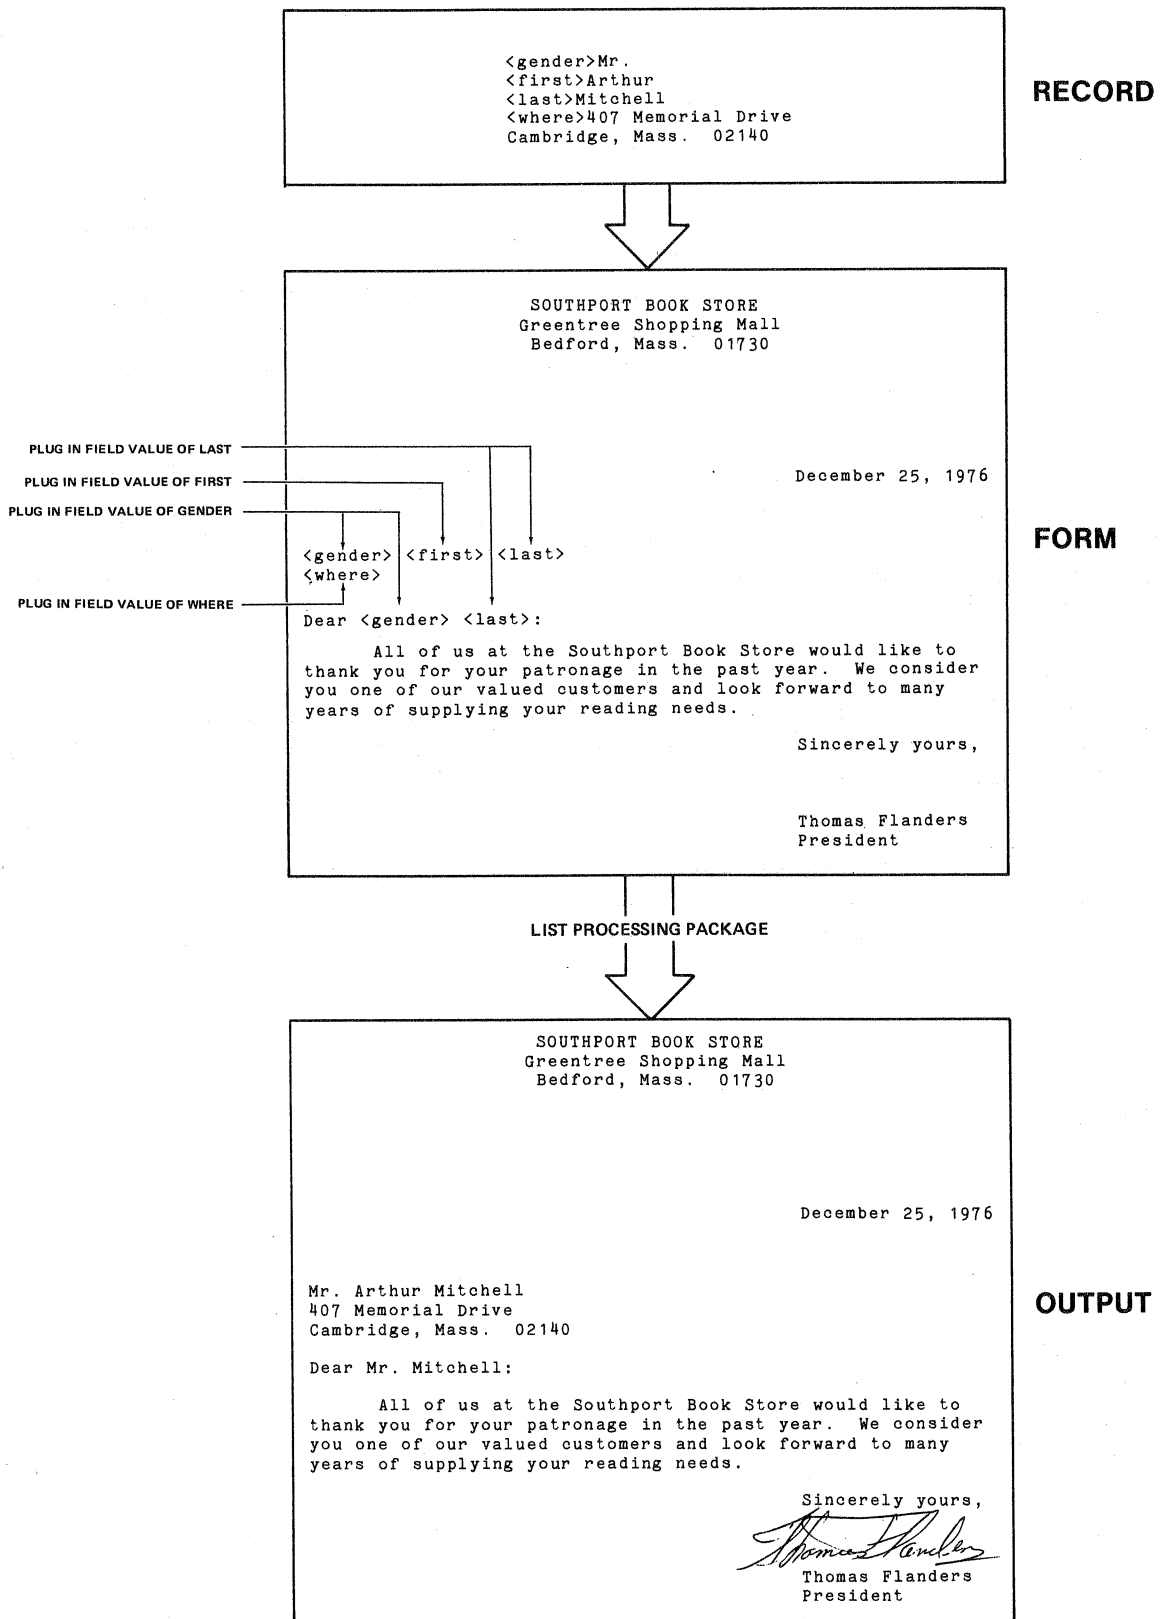 <gender>Mr.
<first>Arthur
<last>Mitchell
<where>407 Memorial Drive
Cambridge, Mass.  02140
RECORD
SOUTHPORT BOOK STORE
Greentree Shopping Mall
Bedford, Mass.  01730
PLUG IN FIELD VALUE OF LAST
December 25, 1976
PLUG IN FIELD VALUE OF FIRST
PLUG IN FIELD VALUE OF GENDER
FORM
<gender> <first> <last>
<where>
PLUG IN FIELD VALUE OF WHERE
Dear <gender> <last>:
All of us at the Southport Book Store would like to
thank you for your patronage in the past year.  We consider
you one of our valued customers and look forward to many
years of supplying your reading needs.
Sincerely yours,
Thomas Flanders
President
LIST PROCESSING PACKAGE
SOUTHPORT BOOK STORE
Greentree Shopping Mall
Bedford, Mass.  01730
December 25, 1976
Mr. Arthur Mitchell
407 Memorial Drive
Cambridge, Mass.  02140
OUTPUT
Dear Mr. Mitchell:
All of us at the Southport Book Store would like to
thank you for your patronage in the past year.  We consider
you one of our valued customers and look forward to many
years of supplying your reading needs.
Sincerely yours,
Thomas Flanders
Thomas Flanders
President